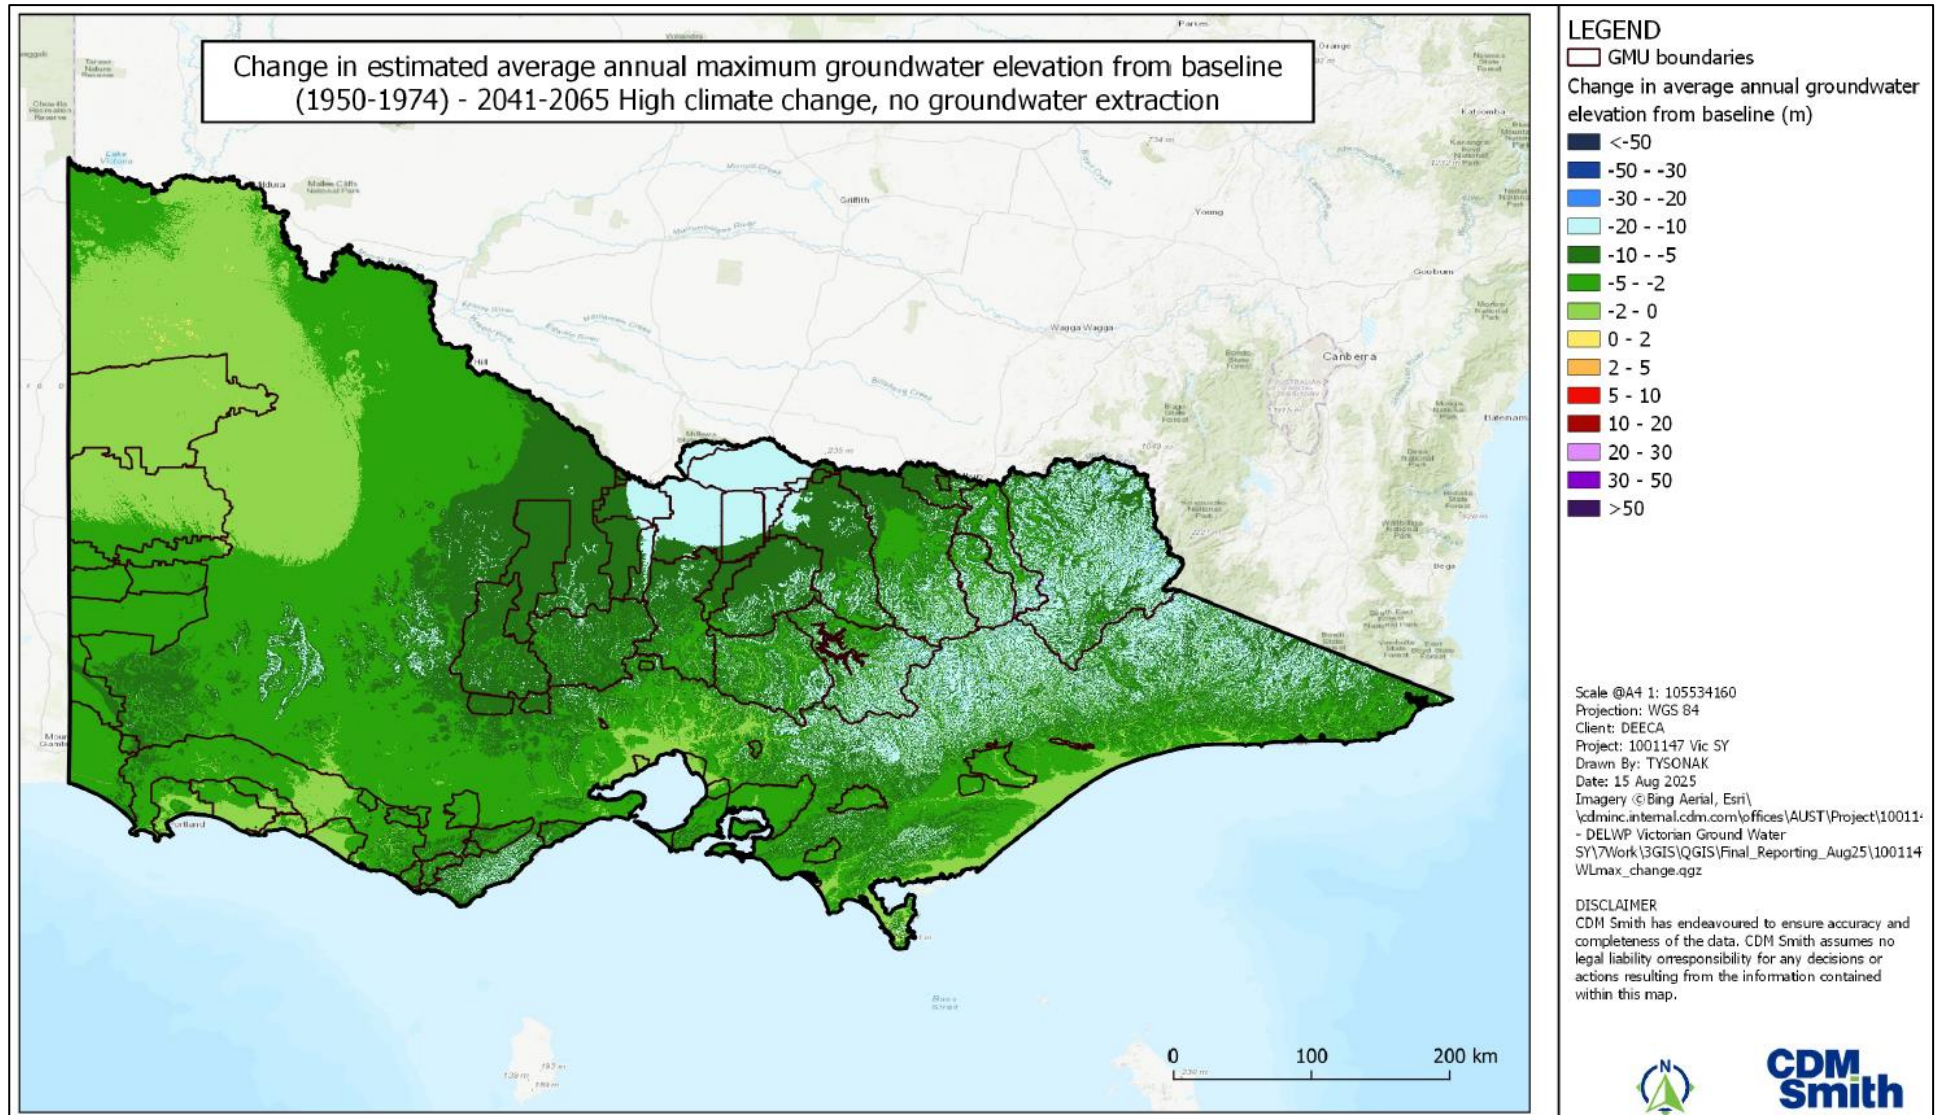 Change in estimated average annual maximum groundwater elevation from baseline
(1950-1974) - 2041-2065 High climate change, no groundwater extraction
Parkes
Orange
Katoomba
Griffith
Young
Goulburn
Wagga Wagga
Canberra
Bega
Bass
Strait
0 100 200 km
LEGEND
GMU boundaries
Change in average annual groundwater
elevation from baseline (m)
<-50
-50 - -30
-30 - -20
-20 - -10
-10 - -5
-5 - -2
-2 - 0
0 - 2
2 - 5
5 - 10
10 - 20
20 - 30
30 - 50
>50
Scale @A4 1: 105534160
Projection: WGS 84
Client: DEECA
Project: 1001147 Vic SY
Drawn By: TYSONAK
Date: 15 Aug 2025
Imagery ©Bing Aerial, Esri\
\cdminc.internal.cdm.com\offices\AUST\Project\10011
- DELWP Victorian Ground Water
SY\7Work\3GIS\QGIS\Final_Reporting_Aug25\100114
WLmax_change.qgz
DISCLAIMER
CDM Smith has endeavoured to ensure accuracy and
completeness of the data. CDM Smith assumes no
legal liability orresponsibility for any decisions or
actions resulting from the information contained
within this map.
N
CDM
Smith